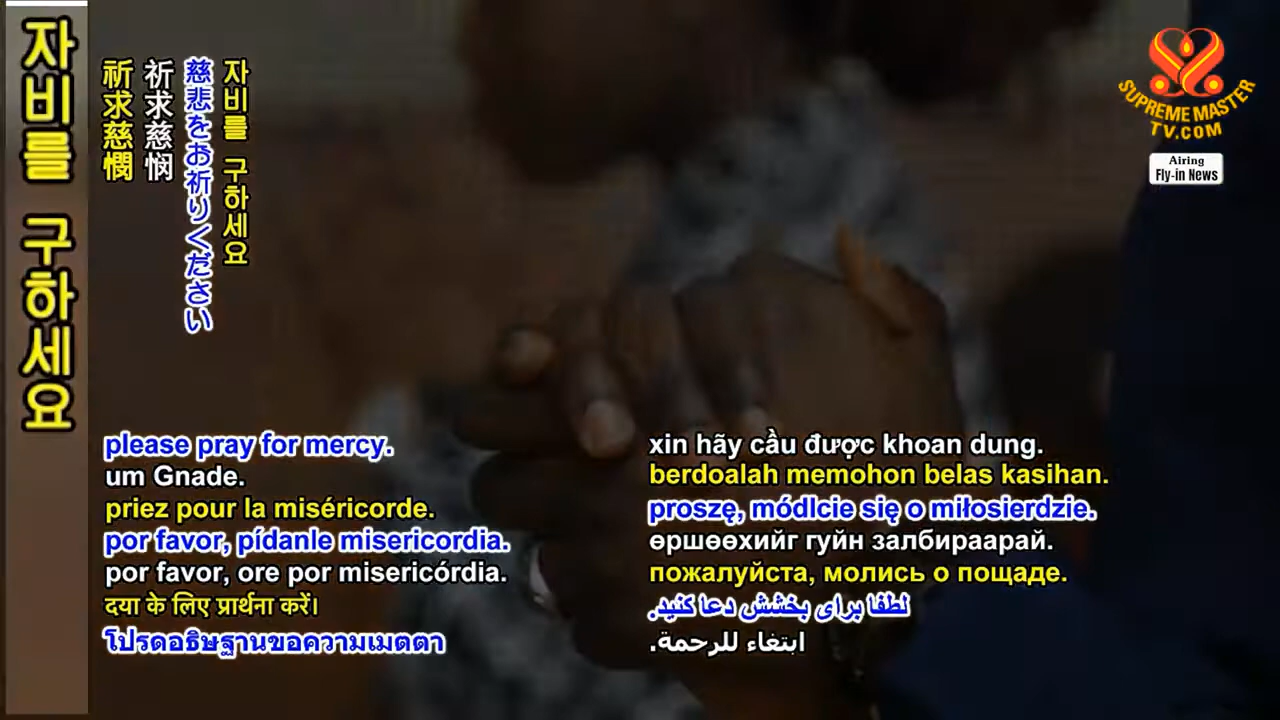 자비를 구하세요
자비를 구하세요
慈悲をお祈りください
祈求慈悯
祈求慈憫
SUPREME MASTER
TV.COM
Airing
Fly-in News
please pray for mercy.
um Gnade.
priez pour la miséricorde.
por favor, pídanle misericordia.
por favor, ore por misericórdia.
दया के लिए प्रार्थना करें।
โปรดอธิษฐานขอความเมตตา
xin hãy cầu được khoan dung.
berdoalah memohon belas kasihan.
proszę, módlcie się o miłosierdzie.
өршөөхийг гуйн залбираарай.
пожалуйста, молись о пощаде.
لطفا برای بخشش دعا کنید.
ابتغاء للرحمة.